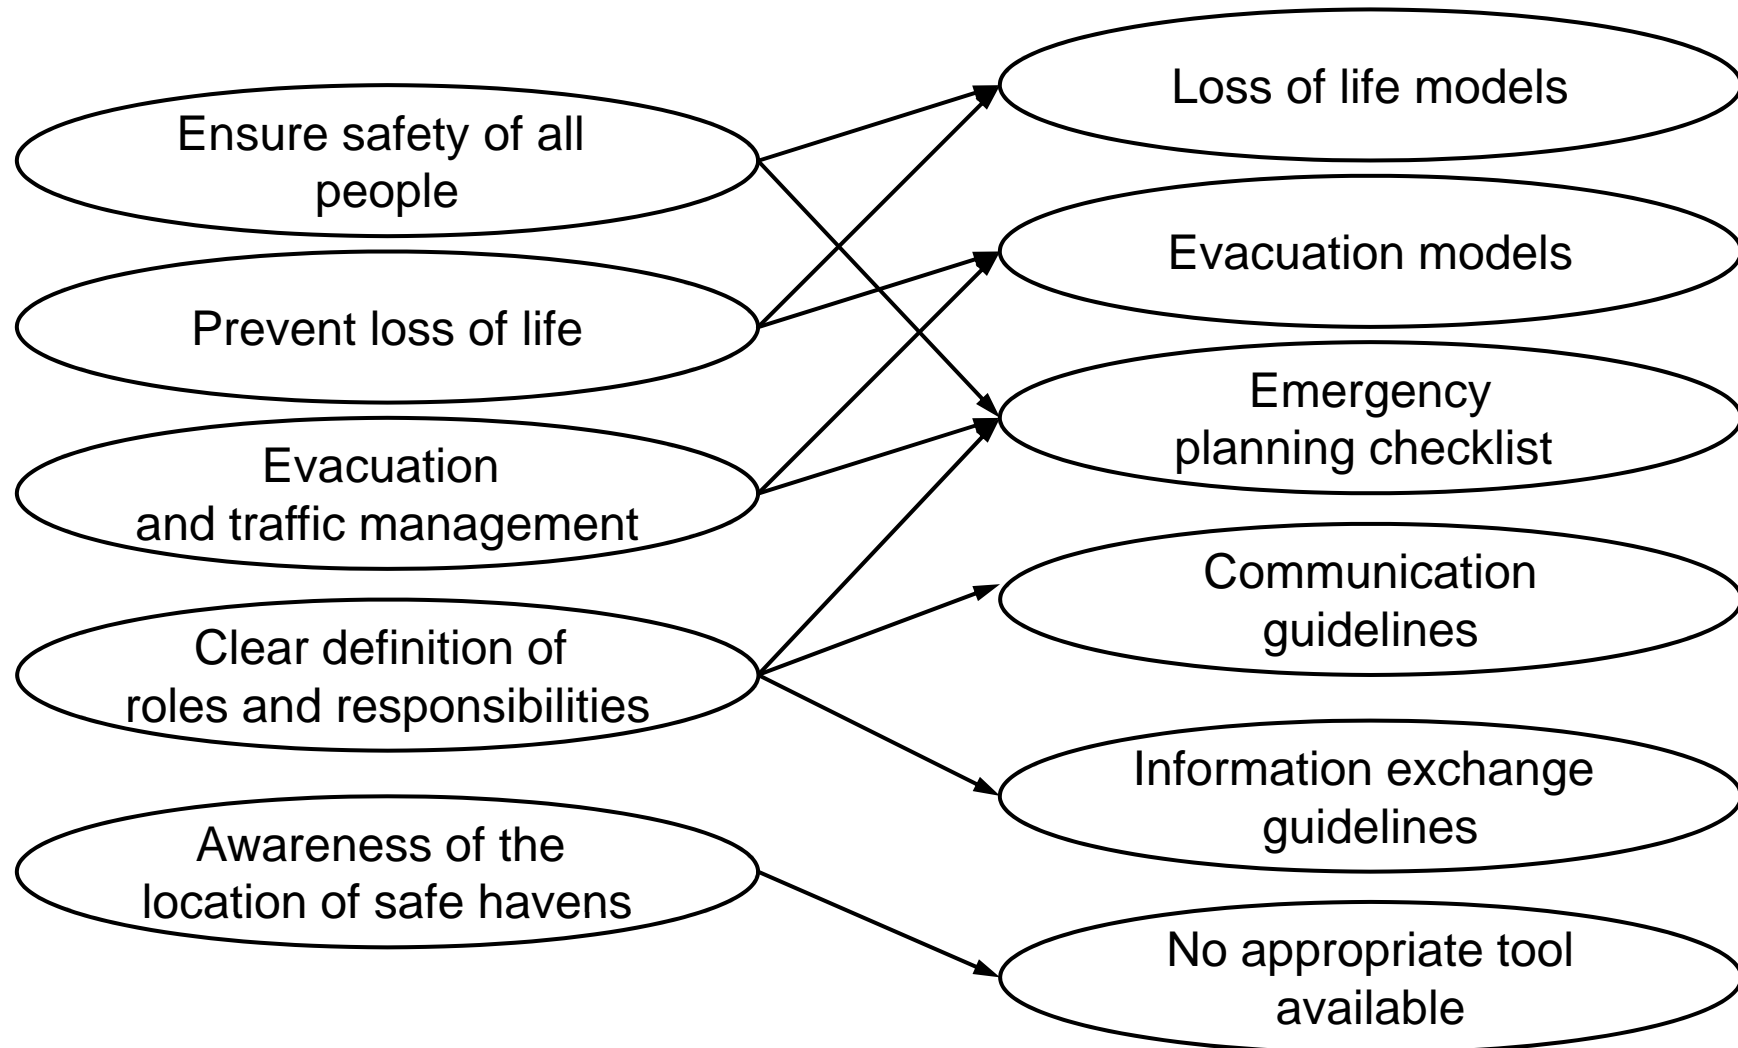 Ensure safety of all
people
Prevent loss of life
Evacuation
and traffic management
Clear definition of
roles and responsibilities
Awareness of the
location of safe havens
Loss of life models
Evacuation models
Emergency
planning checklist
Communication
guidelines
Information exchange
guidelines
No appropriate tool
available